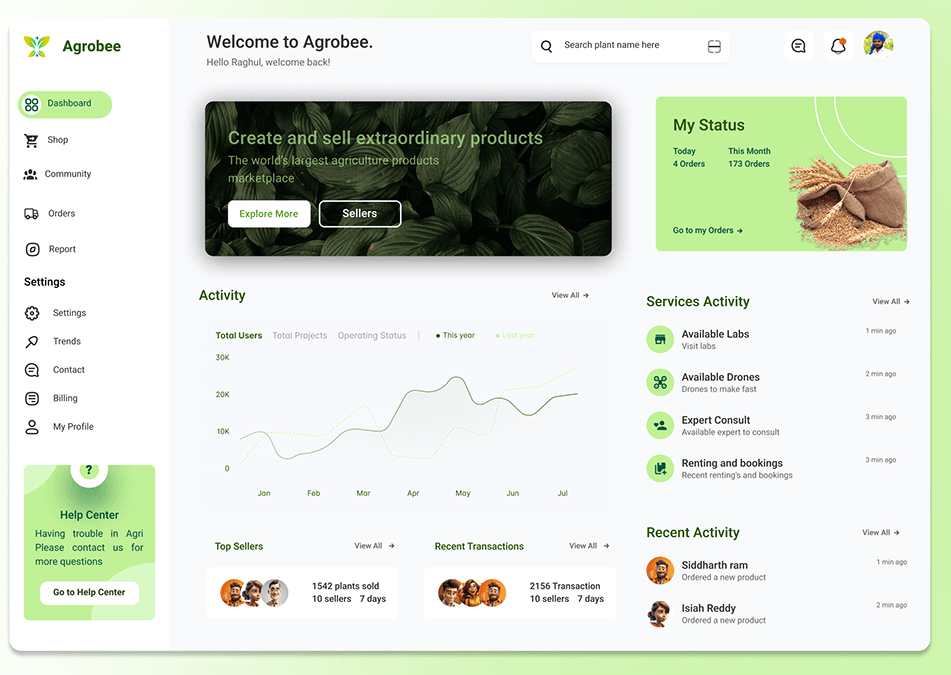 Agrobee
Welcome to Agrobee.
Hello Raghul, welcome back!
Search plant name here
Dashboard
Shop
Community
Orders
Report
Settings
Settings
Trends
Contact
Billing
My Profile
?
Help Center
Having trouble in Agri
Please contact us for
more questions
Go to Help Center
Create and sell extraordinary products
The world's largest agriculture products
marketplace
Explore More
Sellers
My Status
Today
This Month
4 Orders
173 Orders
Go to my Orders
Activity
View All
Total Users
Total Projects
Operating Status
This year
Last year
30K
20K
10K
0
Jan
Feb
Mar
Apr
May
Jun
Jul
Services Activity
View All
Available Labs
Visit labs
1 min ago
Available Drones
Drones to make fast
2 min ago
Expert Consult
Available expert to consult
3 min ago
Renting and bookings
Recent renting's and bookings
3 min ago
Top Sellers
View All
1542 plants sold
10 sellers 7 days
Recent Transactions
View All
2156 Transaction
10 sellers 7 days
Recent Activity
View All
Siddharth ram
Ordered a new product
1 min ago
Isiah Reddy
Ordered a new product
2 min ago